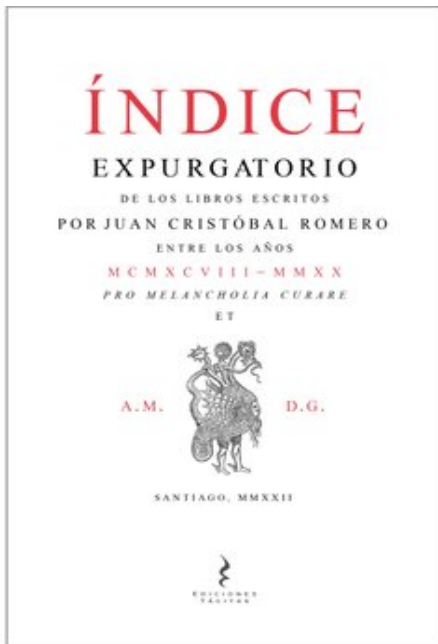 ÍNDICE
EXPURGATORIO
DE LOS LIBROS ESCRITOS
POR JUAN CRISTÓBAL ROMERO
ENTRE LOS AÑOS
MCMXCVIII–MMXX
PRO MELANCHOLIA CURARE
ET
A.M. D.G.
SANTIAGO, MMXXII
EDICIONES
TÁCITAS